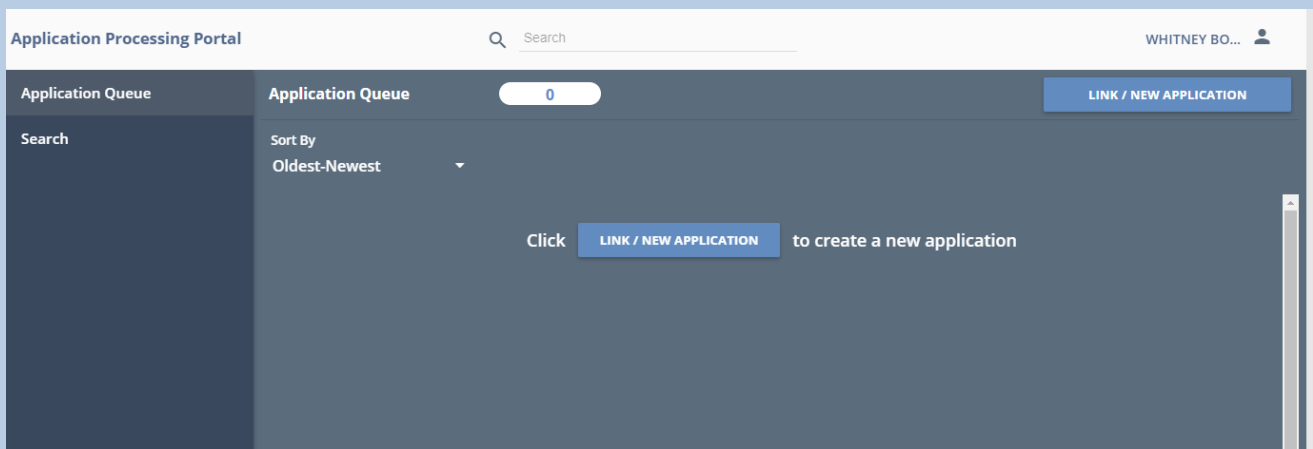 Application Processing Portal
Search
WHITNEY BO...
Application Queue
Search
Application Queue
0
LINK / NEW APPLICATION
Sort By
Oldest-Newest
Click LINK / NEW APPLICATION to create a new application